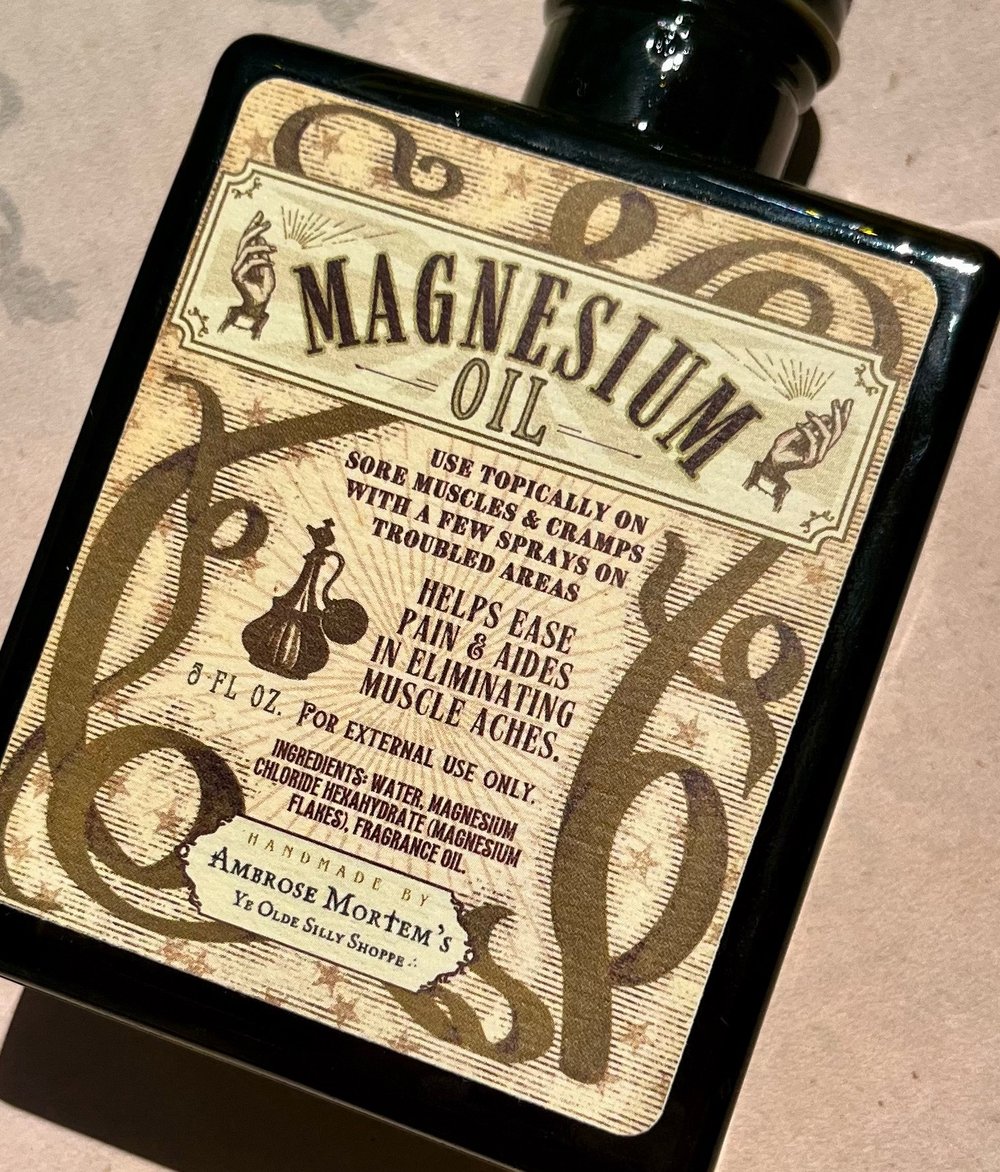 MAGNESIUM
OIL
USE TOPICALLY ON
SORE MUSCLES & CRAMPS
WITH A FEW SPRAYS ON
TROUBLED AREAS
HELPS EASE
PAIN & AIDES
IN ELIMINATING
MUSCLE ACHES.
5 FL OZ.
FOR EXTERNAL USE ONLY.
INGREDIENTS: WATER, MAGNESIUM
CHLORIDE HEXAHYDRATE (MAGNESIUM
FLAKES), FRAGRANCE OIL.
HANDMADE BY
AMBROSE MORTEM'S
YE OLDE SILLY SHOPPE